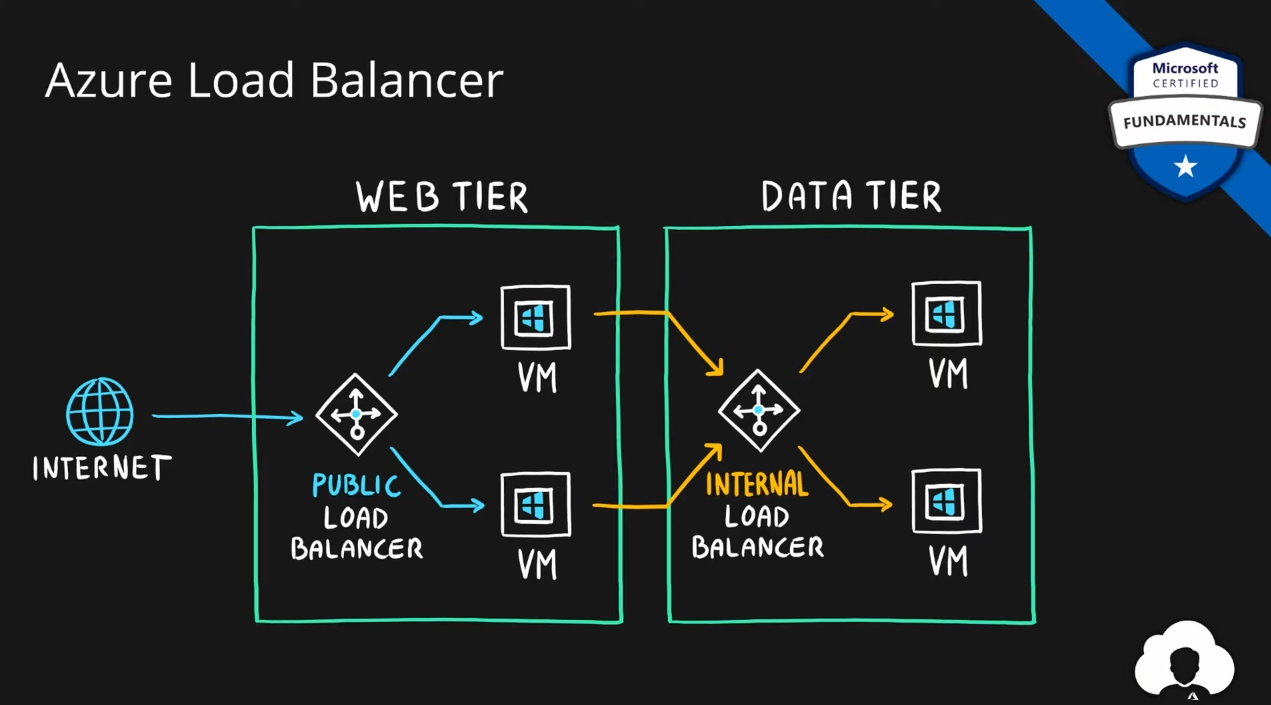 Azure Load Balancer
Microsoft
CERTIFIED
FUNDAMENTALS
WEB TIER
DATA TIER
VM
VM
INTERNET
PUBLIC
LOAD
BALANCER
INTERNAL
LOAD
BALANCER
VM
VM